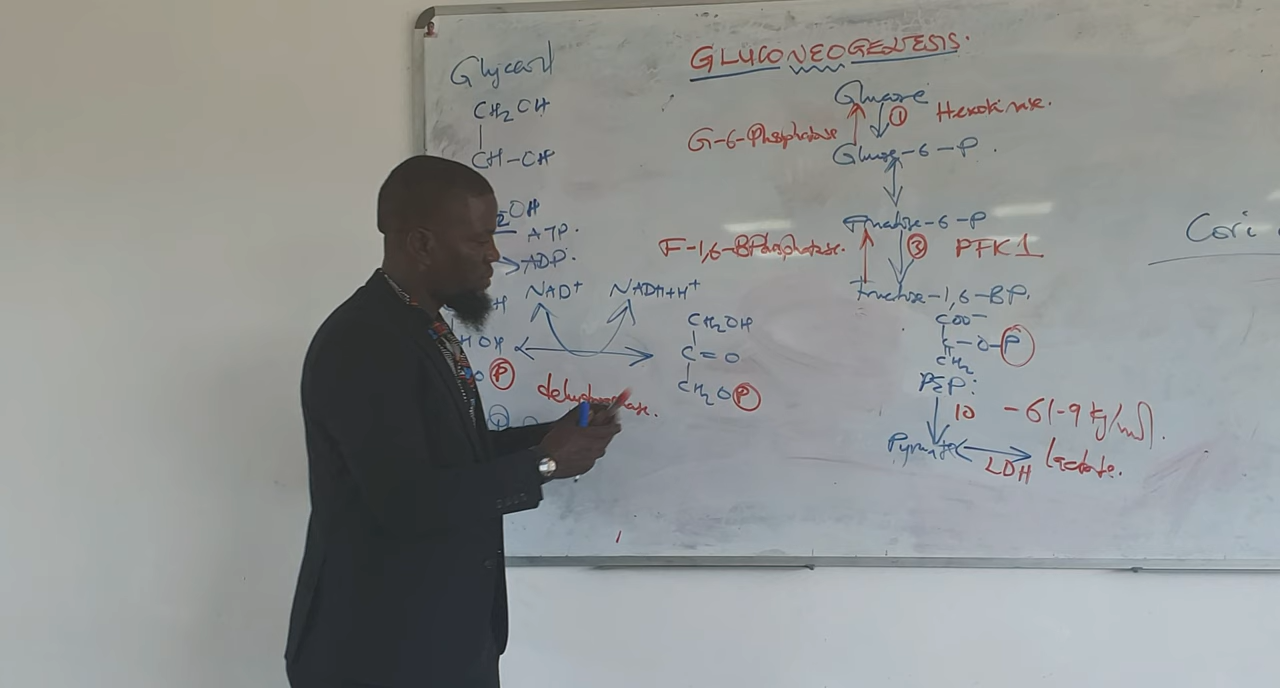 GLUCONEOGENESIS.
Glycerol
CH2OH
CH-OH
2OH
ATP.
ADP.
NAD+
NADH+H+
H
HOH
O P
dehydrogenase.
CH2OH
C=O
CH2O P
Glucose
1 Hexokinase.
G-6-Phosphatase
Glucose-6-P.
Fructose-6-P
F-1,6-BPhosphatase.
3 PFK1
Fructose-1,6-BP.
COO-
C-O-P
CH2
PEP.
10 -61.9 kJ/mol.
Pyruvate
LDH
lactate.
Cori